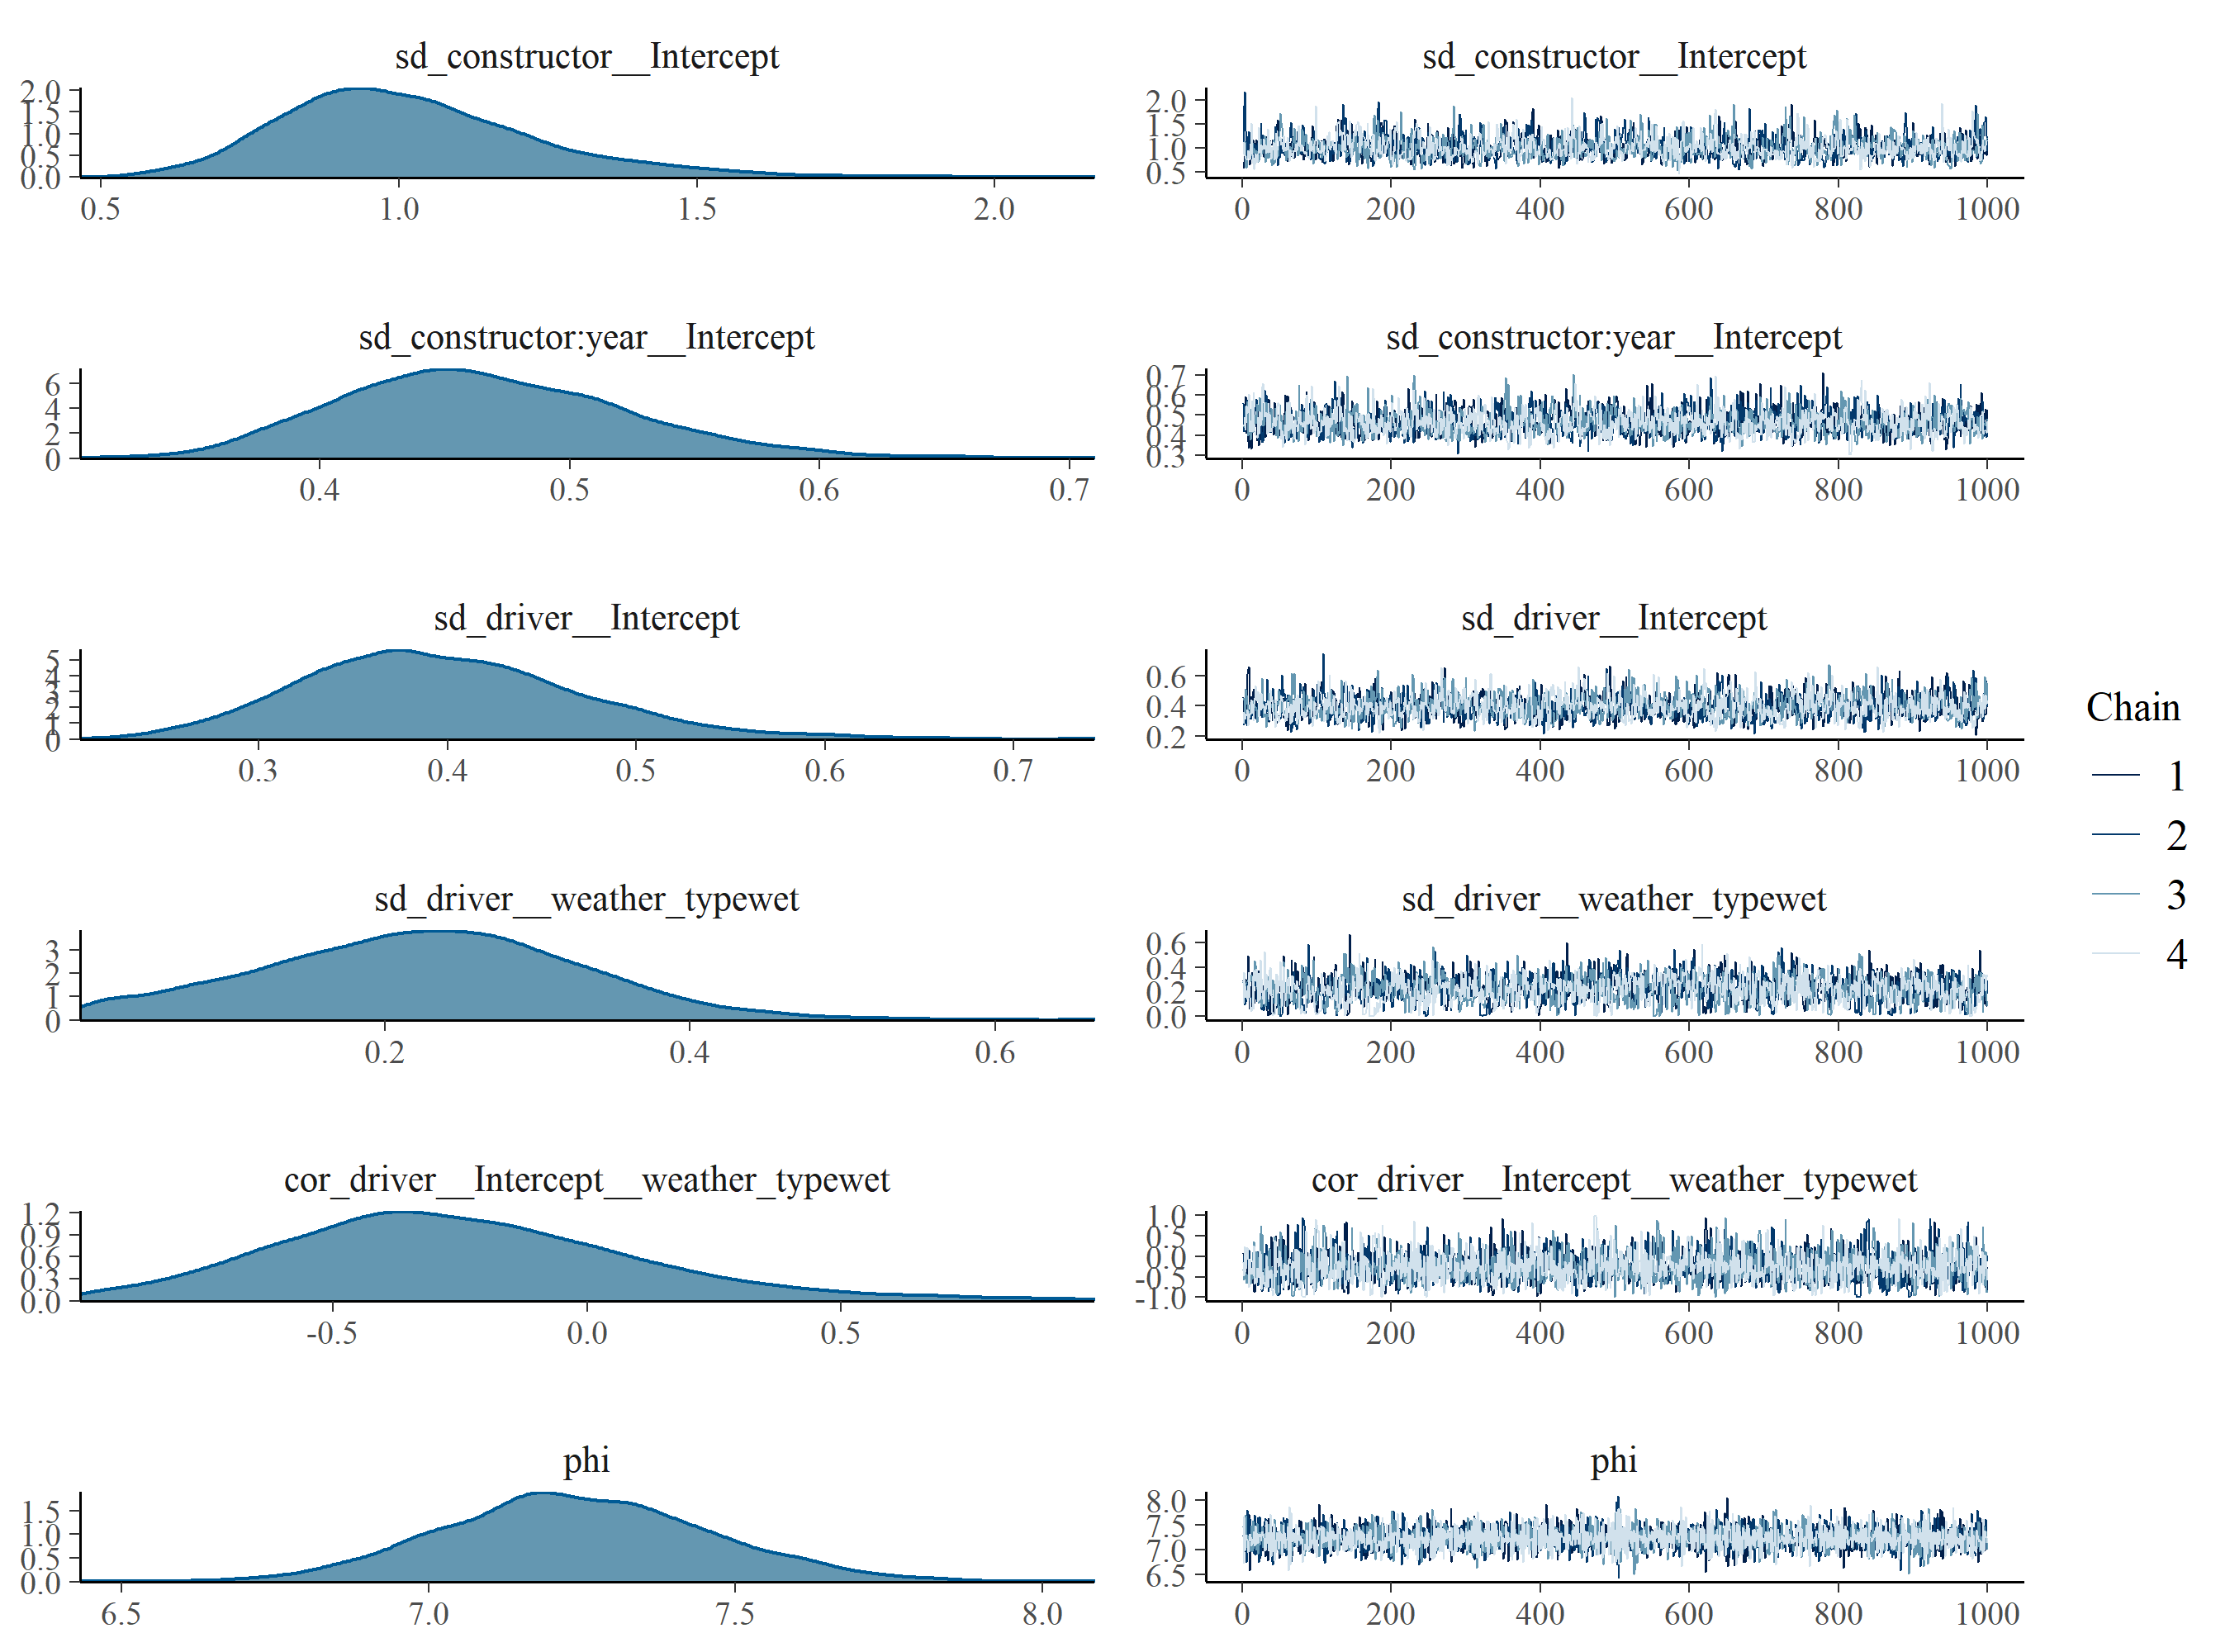 sd_constructor__Intercept
2.0
1.5
1.0
0.5
0.0
0.5 1.0 1.5 2.0
sd_constructor__Intercept
2.0
1.5
1.0
0.5
0 200 400 600 800 1000
sd_constructor:year__Intercept
6
4
2
0
0.4 0.5 0.6 0.7
sd_constructor:year__Intercept
0.7
0.6
0.5
0.4
0.3
0 200 400 600 800 1000
sd_driver__Intercept
5
4
3
2
1
0
0.3 0.4 0.5 0.6 0.7
sd_driver__Intercept
0.6
0.4
0.2
0 200 400 600 800 1000
sd_driver__weather_typewet
3
2
1
0
0.2 0.4 0.6
sd_driver__weather_typewet
0.6
0.4
0.2
0.0
0 200 400 600 800 1000
cor_driver__Intercept__weather_typewet
1.2
0.9
0.6
0.3
0.0
-0.5 0.0 0.5
cor_driver__Intercept__weather_typewet
1.0
0.5
0.0
-0.5
-1.0
0 200 400 600 800 1000
phi
1.5
1.0
0.5
0.0
6.5 7.0 7.5 8.0
phi
8.0
7.5
7.0
6.5
0 200 400 600 800 1000
Chain
1
2
3
4